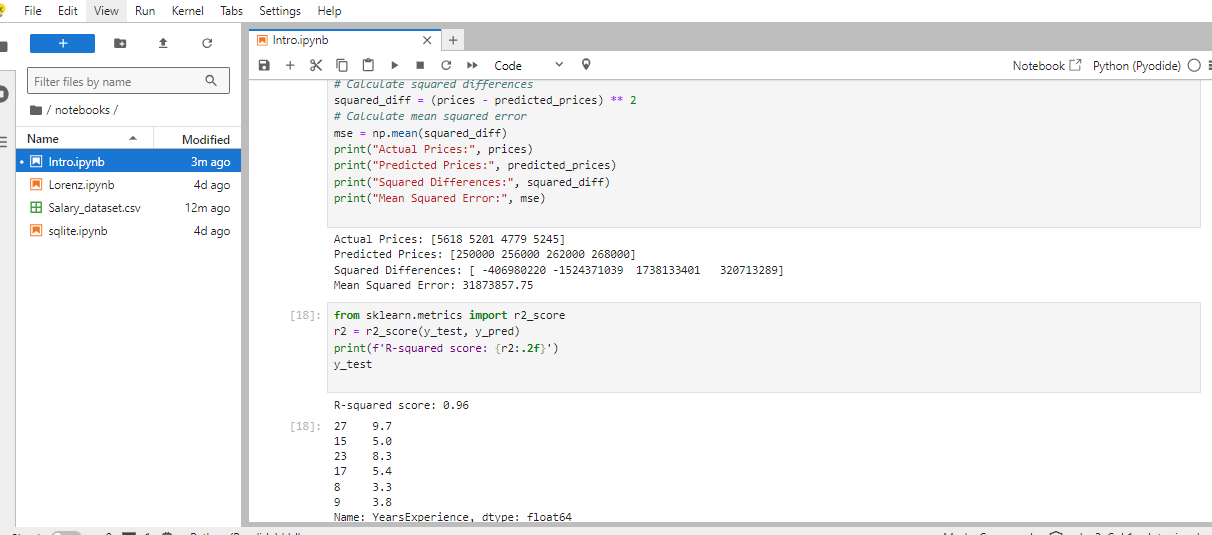 File Edit View Run Kernel Tabs Settings Help
Filter files by name
/ notebooks /
Name Modified
Intro.ipynb 3m ago
Lorenz.ipynb 4d ago
Salary_dataset.csv 12m ago
sqlite.ipynb 4d ago
Intro.ipynb
Code Notebook Python (Pyodide)
# Calculate squared differences
squared_diff = (prices - predicted_prices) ** 2
# Calculate mean squared error
mse = np.mean(squared_diff)
print("Actual Prices:", prices)
print("Predicted Prices:", predicted_prices)
print("Squared Differences:", squared_diff)
print("Mean Squared Error:", mse)
Actual Prices: [5618 5201 4779 5245]
Predicted Prices: [250000 256000 262000 268000]
Squared Differences: [ -406980220 -1524371039 1738133401 320713289]
Mean Squared Error: 31873857.75
[18]: from sklearn.metrics import r2_score
r2 = r2_score(y_test, y_pred)
print(f'R-squared score: {r2:.2f}')
y_test
R-squared score: 0.96
[18]: 27 9.7
15 5.0
23 8.3
17 5.4
8 3.3
9 3.8
Name: YearsExperience, dtype: float64